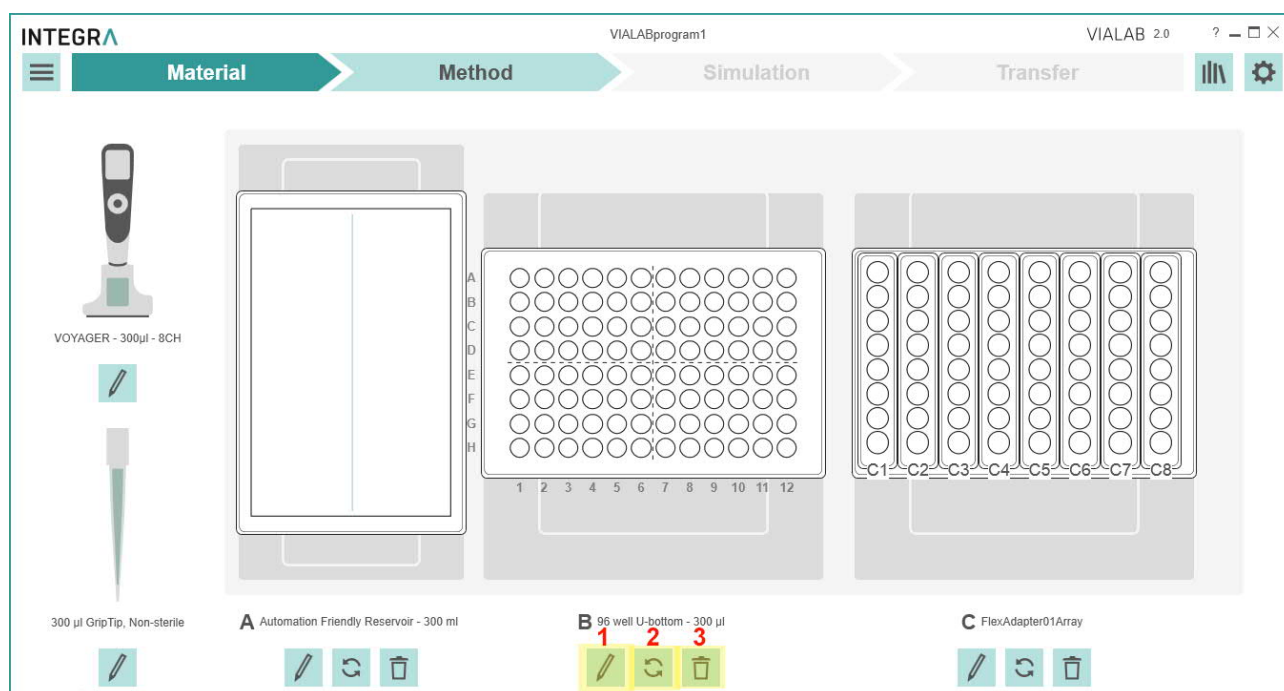 INTEGRA
VIALABprogram1
VIALAB 2.0
?
Material
Method
Simulation
Transfer
VOYAGER - 300µl - 8CH
300 µl GripTip, Non-sterile
A
B
C
D
E
F
G
H
1 2 3 4 5 6 7 8 9 10 11 12
C1 C2 C3 C4 C5 C6 C7 C8
A Automation Friendly Reservoir - 300 ml
B 96 well U-bottom - 300 µl
1 2 3
C FlexAdapter01Array